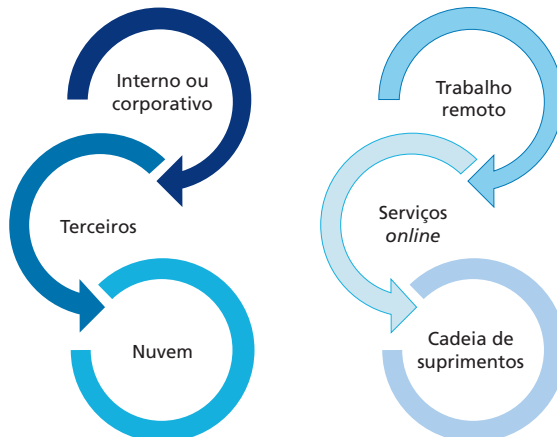 Interno ou
corporativo
Terceiros
Nuvem
Trabalho
remoto
Serviços
online
Cadeia de
suprimentos